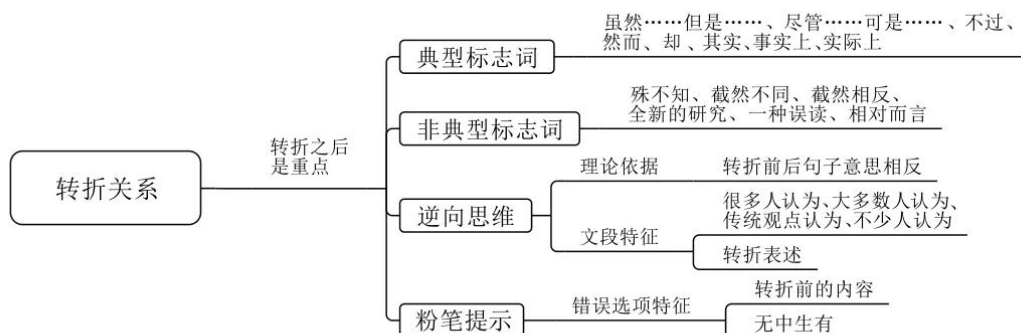 转折关系
转折之后
是重点
典型标志词
虽然……但是……、尽管……可是……、不过、
然而、却、其实、事实上、实际上
非典型标志词
殊不知、截然不同、截然相反、
全新的研究、一种误读、相对而言
逆向思维
理论依据
转折前后句子意思相反
文段特征
很多人认为、大多数人认为、
传统观点认为、不少人认为
转折表述
粉笔提示
错误选项特征
转折前的内容
无中生有